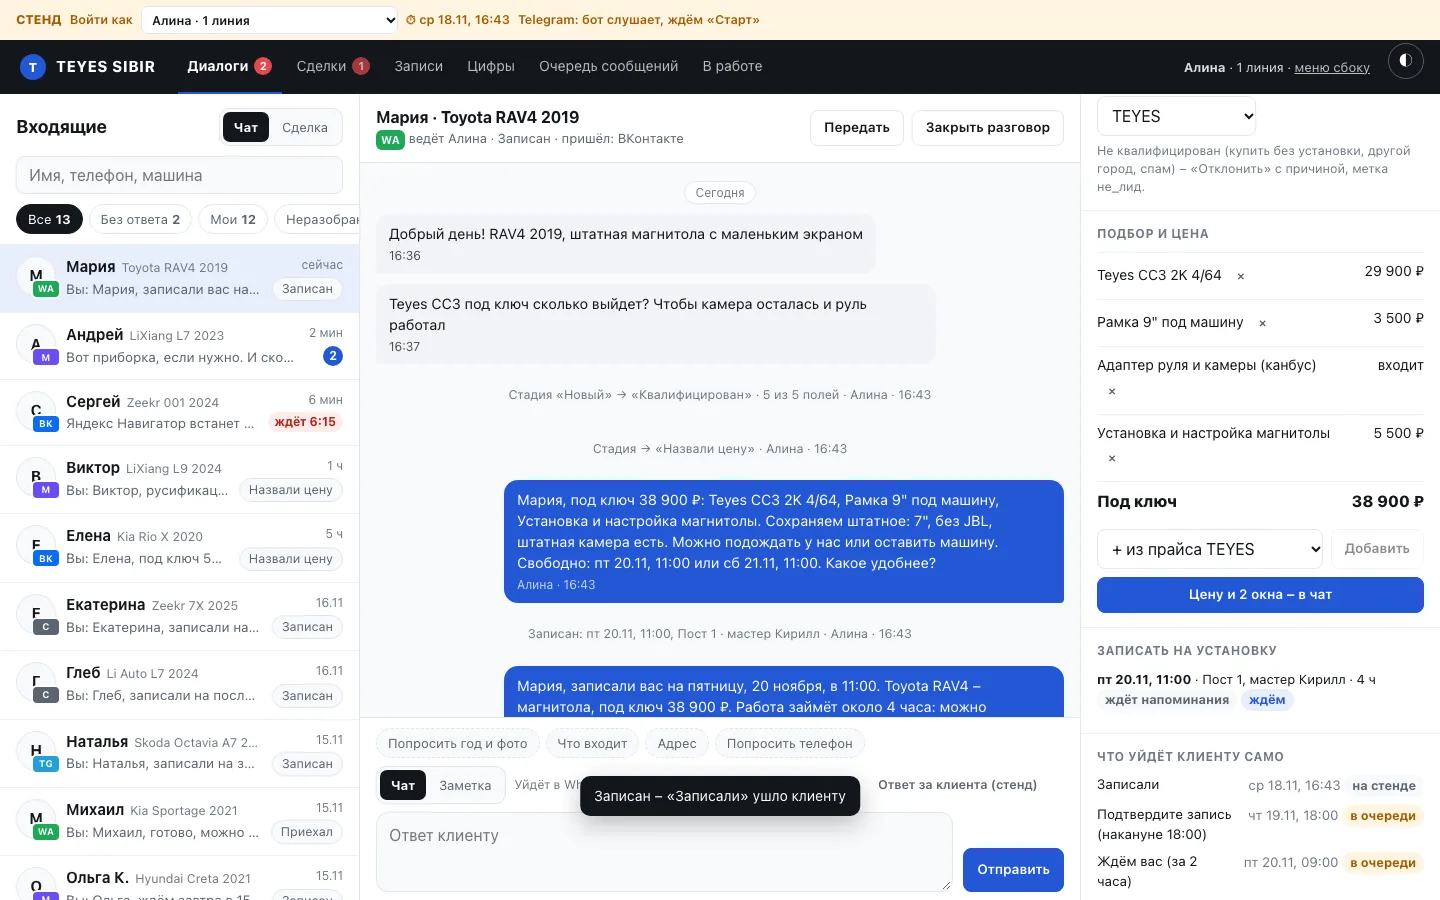 СТЕНД Войти как Алина · 1 линия ⏱ ср 18.11, 16:43 Telegram: бот слушает, ждём «Старт»
T TEYES SIBIR Диалоги 2 Сделки 1 Записи Цифры Очередь сообщений В работе Алина · 1 линия · меню сбоку
Входящие Чат Сделка
Имя, телефон, машина
Все 13 Без ответа 2 Мои 12 Неразобран
М WA Мария Toyota RAV4 2019 сейчас
Вы: Мария, записали вас на... Записан
А M Андрей LiXiang L7 2023 2 мин
Вот приборка, если нужно. И ско... 2
С ВК Сергей Zeekr 001 2024 6 мин
Яндекс Навигатор встанет ... ждёт 6:15
В M Виктор LiXiang L9 2024 1 ч
Вы: Виктор, русификац... Назвали цену
Е ВК Елена Kia Rio X 2020 5 ч
Вы: Елена, под ключ 5... Назвали цену
Е С Екатерина Zeekr 7X 2025 16.11
Вы: Екатерина, записали на... Записан
Г С Глеб Li Auto L7 2024 16.11
Вы: Глеб, записали на посл... Записан
Н TG Наталья Skoda Octavia A7 2... 15.11
Вы: Наталья, записали на з... Записан
М WA Михаил Kia Sportage 2021 15.11
Вы: Михаил, готово, можно ... Приехал
О M Ольга К. Hyundai Creta 2021 15.11
Вы: Ольга, ждём завтра в 15... Записан
Мария · Toyota RAV4 2019
WA ведёт Алина · Записан · пришёл: ВКонтакте
Передать Закрыть разговор
Сегодня
Добрый день! RAV4 2019, штатная магнитола с маленьким экраном
16:36
Teyes CC3 под ключ сколько выйдет? Чтобы камера осталась и руль
работал
16:37
Стадия «Новый» → «Квалифицирован» · 5 из 5 полей · Алина · 16:43
Стадия → «Назвали цену» · Алина · 16:43
Мария, под ключ 38 900 ₽: Teyes CC3 2K 4/64, Рамка 9" под машину,
Установка и настройка магнитолы. Сохраняем штатное: 7", без JBL,
штатная камера есть. Можно подождать у нас или оставить машину.
Свободно: пт 20.11, 11:00 или сб 21.11, 11:00. Какое удобнее?
Алина · 16:43
Записан: пт 20.11, 11:00, Пост 1 · мастер Кирилл · Алина · 16:43
Мария, записали вас на пятницу, 20 ноября, в 11:00. Toyota RAV4 –
магнитола, под ключ 38 900 ₽. Работа займёт около 4 часа: можно
Попросить год и фото Что входит Адрес Попросить телефон
Чат Заметка Уйдёт в Wh Ответ за клиента (стенд)
Записан – «Записали» ушло клиенту
Ответ клиенту
Отправить
TEYES
Не квалифицирован (купить без установки, другой
город, спам) – «Отклонить» с причиной, метка
не_лид.
ПОДБОР И ЦЕНА
Teyes CC3 2K 4/64 × 29 900 ₽
Рамка 9" под машину × 3 500 ₽
Адаптер руля и камеры (канбус) входит
×
Установка и настройка магнитолы 5 500 ₽
×
Под ключ 38 900 ₽
+ из прайса TEYES Добавить
Цену и 2 окна – в чат
ЗАПИСАТЬ НА УСТАНОВКУ
пт 20.11, 11:00 · Пост 1, мастер Кирилл · 4 ч
ждёт напоминания ждём
ЧТО УЙДЁТ КЛИЕНТУ САМО
Записали ср 18.11, 16:43 на стенде
Подтвердите запись чт 19.11, 18:00 в очереди
(накануне 18:00)
Ждём вас (за 2 пт 20.11, 09:00 в очереди
часа)